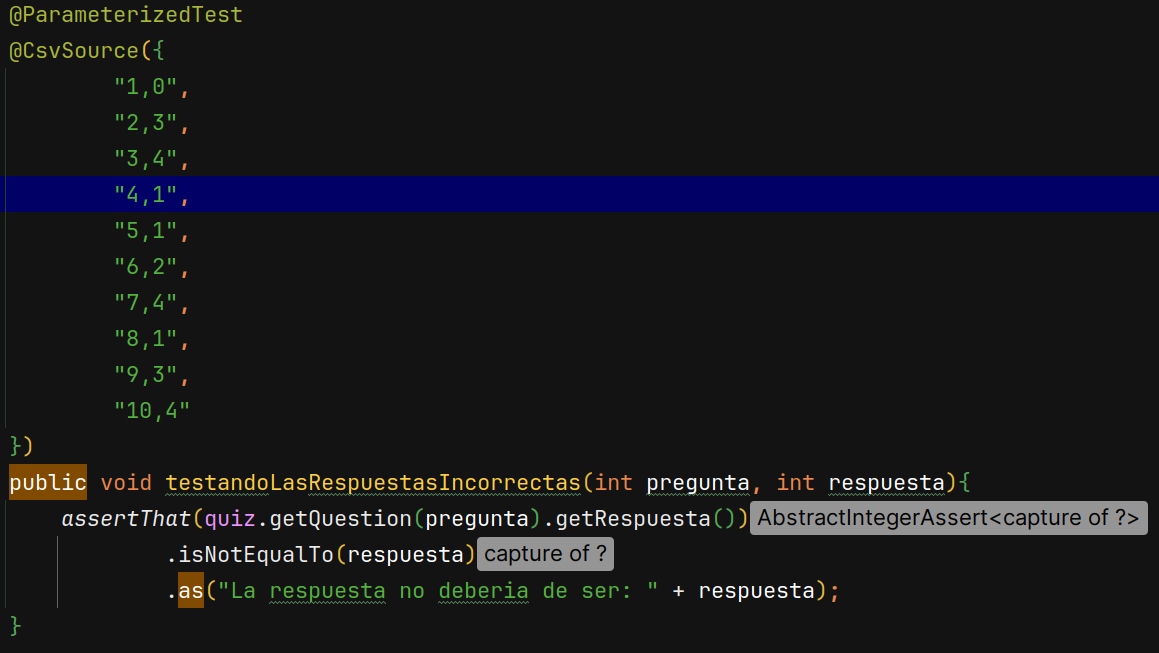 @ParameterizedTest
@CsvSource({
"1,0",
"2,3",
"3,4",
"4,1",
"5,1",
"6,2",
"7,4",
"8,1",
"9,3",
"10,4"
})
public void testandoLasRespuestasIncorrectas(int pregunta, int respuesta){
assertThat(quiz.getQuestion(pregunta).getRespuesta()) AbstractIntegerAssert<capture of ?>
.isNotEqualTo(respuesta) capture of ?
.as("La respuesta no deberia de ser: " + respuesta);
}